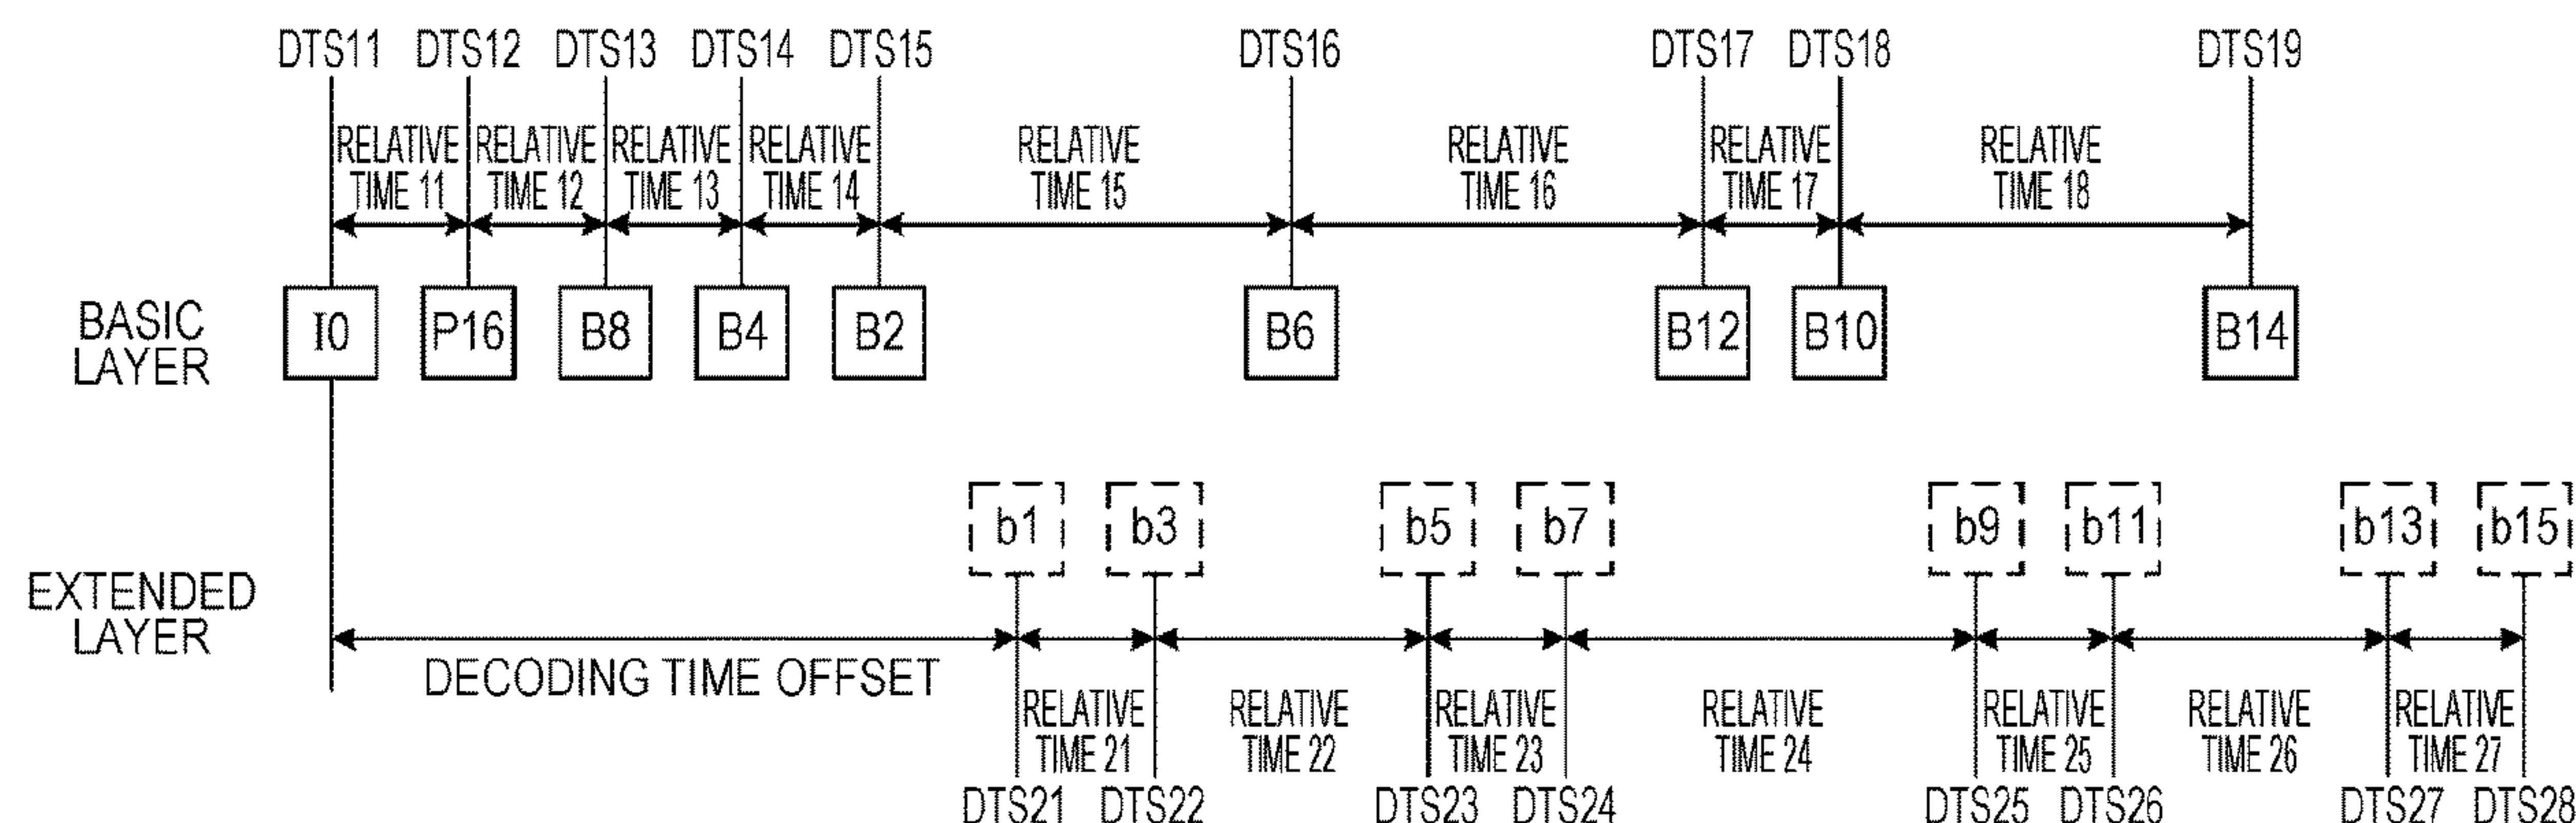 DTS11 DTS12 DTS13 DTS14 DTS15 DTS16 DTS17 DTS18 DTS19
RELATIVE RELATIVE RELATIVE RELATIVE RELATIVE RELATIVE RELATIVE RELATIVE
TIME 11 TIME 12 TIME 13 TIME 14 TIME 15 TIME 16 TIME 17 TIME 18
BASIC
LAYER
I0 P16 B8 B4 B2 B6 B12 B10 B14
b1 b3 b5 b7 b9 b11 b13 b15
EXTENDED
LAYER
DECODING TIME OFFSET
RELATIVE RELATIVE RELATIVE RELATIVE RELATIVE RELATIVE RELATIVE
TIME 21 TIME 22 TIME 23 TIME 24 TIME 25 TIME 26 TIME 27
DTS21 DTS22 DTS23 DTS24 DTS25 DTS26 DTS27 DTS28